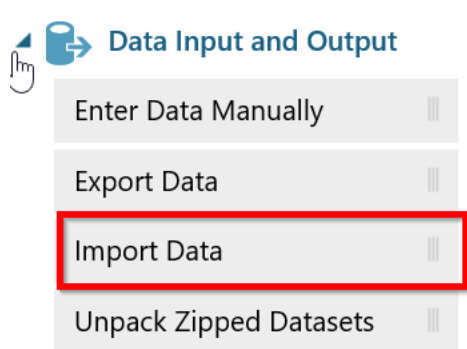 Data Input and Output
Enter Data Manually
Export Data
Import Data
Unpack Zipped Datasets